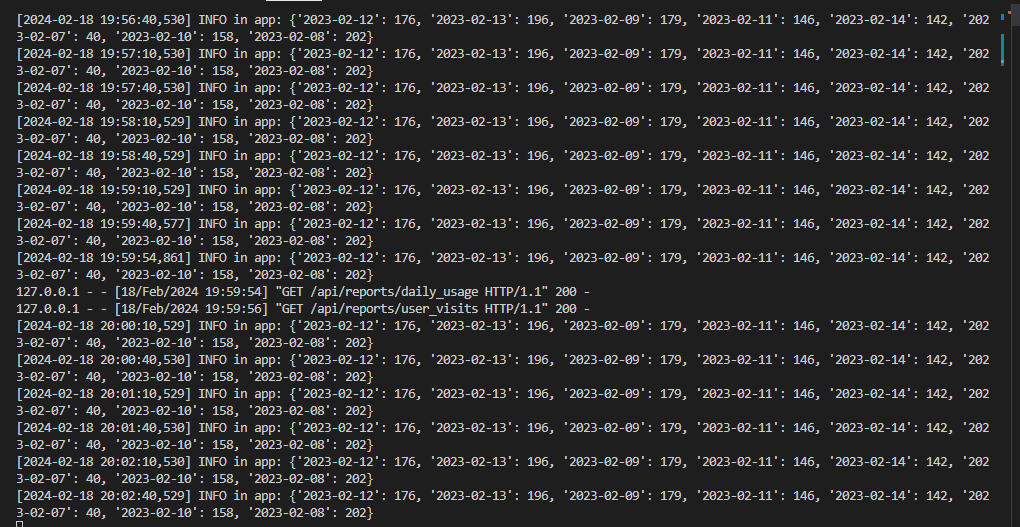 [2024-02-18 19:56:40,530] INFO in app: {'2023-02-12': 176, '2023-02-13': 196, '2023-02-09': 179, '2023-02-11': 146, '2023-02-14': 142, '202
3-02-07': 40, '2023-02-10': 158, '2023-02-08': 202}
[2024-02-18 19:57:10,530] INFO in app: {'2023-02-12': 176, '2023-02-13': 196, '2023-02-09': 179, '2023-02-11': 146, '2023-02-14': 142, '202
3-02-07': 40, '2023-02-10': 158, '2023-02-08': 202}
[2024-02-18 19:57:40,530] INFO in app: {'2023-02-12': 176, '2023-02-13': 196, '2023-02-09': 179, '2023-02-11': 146, '2023-02-14': 142, '202
3-02-07': 40, '2023-02-10': 158, '2023-02-08': 202}
[2024-02-18 19:58:10,529] INFO in app: {'2023-02-12': 176, '2023-02-13': 196, '2023-02-09': 179, '2023-02-11': 146, '2023-02-14': 142, '202
3-02-07': 40, '2023-02-10': 158, '2023-02-08': 202}
[2024-02-18 19:58:40,529] INFO in app: {'2023-02-12': 176, '2023-02-13': 196, '2023-02-09': 179, '2023-02-11': 146, '2023-02-14': 142, '202
3-02-07': 40, '2023-02-10': 158, '2023-02-08': 202}
[2024-02-18 19:59:10,529] INFO in app: {'2023-02-12': 176, '2023-02-13': 196, '2023-02-09': 179, '2023-02-11': 146, '2023-02-14': 142, '202
3-02-07': 40, '2023-02-10': 158, '2023-02-08': 202}
[2024-02-18 19:59:40,577] INFO in app: {'2023-02-12': 176, '2023-02-13': 196, '2023-02-09': 179, '2023-02-11': 146, '2023-02-14': 142, '202
3-02-07': 40, '2023-02-10': 158, '2023-02-08': 202}
[2024-02-18 19:59:54,861] INFO in app: {'2023-02-12': 176, '2023-02-13': 196, '2023-02-09': 179, '2023-02-11': 146, '2023-02-14': 142, '202
3-02-07': 40, '2023-02-10': 158, '2023-02-08': 202}
127.0.0.1 - - [18/Feb/2024 19:59:54] "GET /api/reports/daily_usage HTTP/1.1" 200 -
127.0.0.1 - - [18/Feb/2024 19:59:56] "GET /api/reports/user_visits HTTP/1.1" 200 -
[2024-02-18 20:00:10,529] INFO in app: {'2023-02-12': 176, '2023-02-13': 196, '2023-02-09': 179, '2023-02-11': 146, '2023-02-14': 142, '202
3-02-07': 40, '2023-02-10': 158, '2023-02-08': 202}
[2024-02-18 20:00:40,530] INFO in app: {'2023-02-12': 176, '2023-02-13': 196, '2023-02-09': 179, '2023-02-11': 146, '2023-02-14': 142, '202
3-02-07': 40, '2023-02-10': 158, '2023-02-08': 202}
[2024-02-18 20:01:10,529] INFO in app: {'2023-02-12': 176, '2023-02-13': 196, '2023-02-09': 179, '2023-02-11': 146, '2023-02-14': 142, '202
3-02-07': 40, '2023-02-10': 158, '2023-02-08': 202}
[2024-02-18 20:01:40,530] INFO in app: {'2023-02-12': 176, '2023-02-13': 196, '2023-02-09': 179, '2023-02-11': 146, '2023-02-14': 142, '202
3-02-07': 40, '2023-02-10': 158, '2023-02-08': 202}
[2024-02-18 20:02:10,530] INFO in app: {'2023-02-12': 176, '2023-02-13': 196, '2023-02-09': 179, '2023-02-11': 146, '2023-02-14': 142, '202
3-02-07': 40, '2023-02-10': 158, '2023-02-08': 202}
[2024-02-18 20:02:40,529] INFO in app: {'2023-02-12': 176, '2023-02-13': 196, '2023-02-09': 179, '2023-02-11': 146, '2023-02-14': 142, '202
3-02-07': 40, '2023-02-10': 158, '2023-02-08': 202}